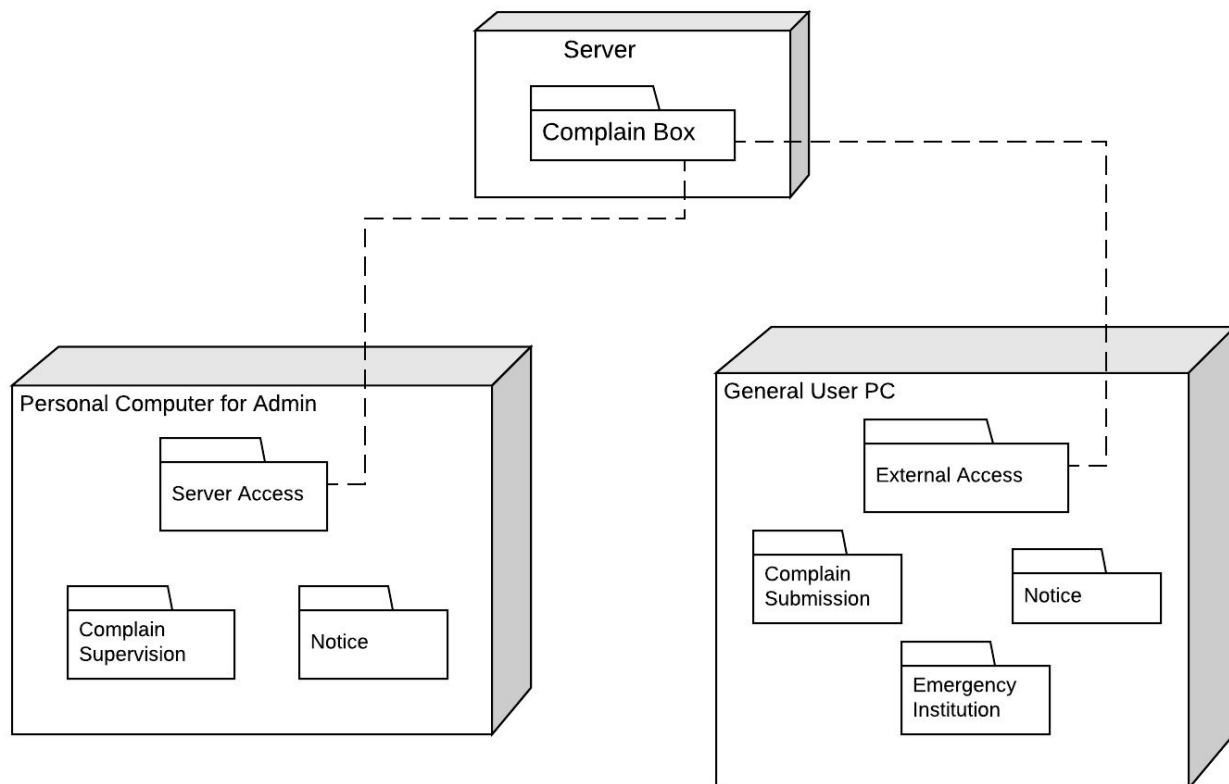 Server
Complain Box
Personal Computer for Admin
Server Access
Complain
Supervision
Notice
General User PC
External Access
Complain
Submission
Notice
Emergency
Institution